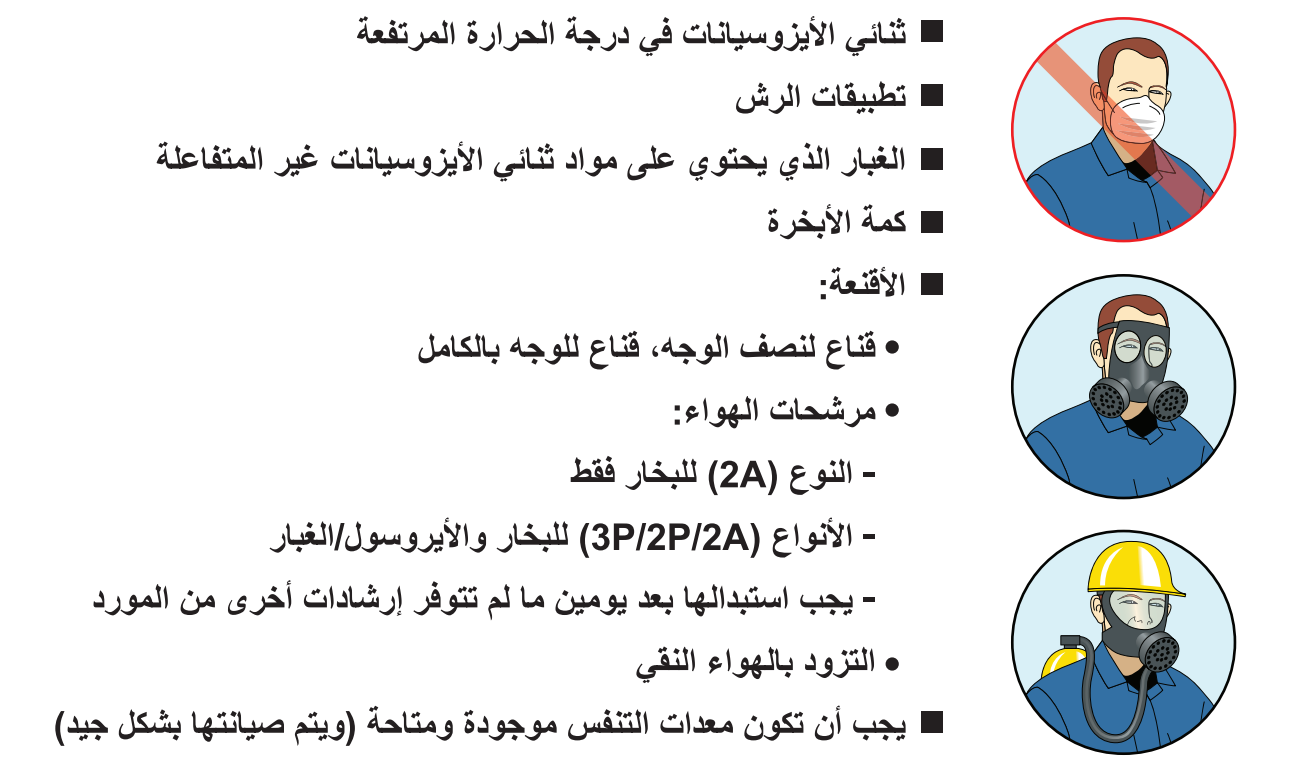 ■ ثنائي الأيزوسيانات في درجة الحرارة المرتفعة
■ تطبيقات الرش
■ الغبار الذي يحتوي على مواد ثنائي الأيزوسيانات غير المتفاعلة
■ كمة الأبخرة
■ الأقنعة:
• قناع لنصف الوجه، قناع للوجه بالكامل
• مرشحات الهواء:
- النوع (2A) للبخار فقط
- الأنواع (3P/2P/2A) للبخار والأيروسول/الغبار
- يجب استبدالها بعد يومين ما لم تتوفر إرشادات أخرى من المورد
• التزود بالهواء النقي
■ يجب أن تكون معدات التنفس موجودة ومتاحة (ويتم صيانتها بشكل جيد)